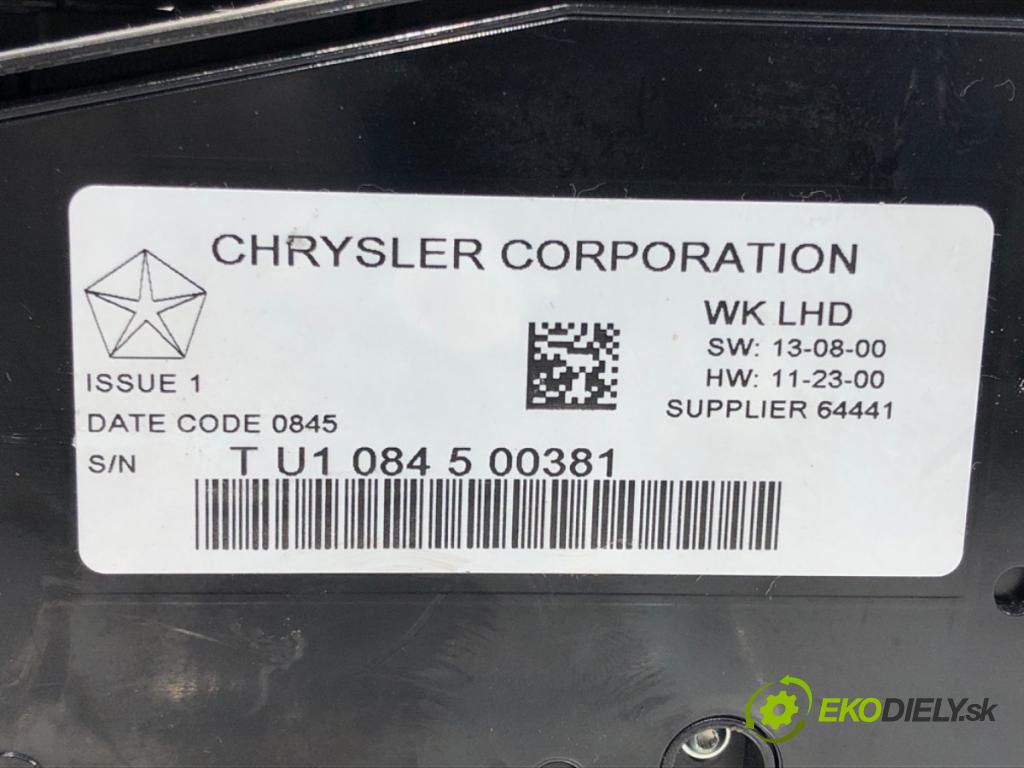 CHRYSLER CORPORATION
WK LHD
SW: 13-08-00
HW: 11-23-00
SUPPLIER 64441
ISSUE 1
DATE CODE 0845
S/N T U1 084 5 00381
EKODIELY.sk